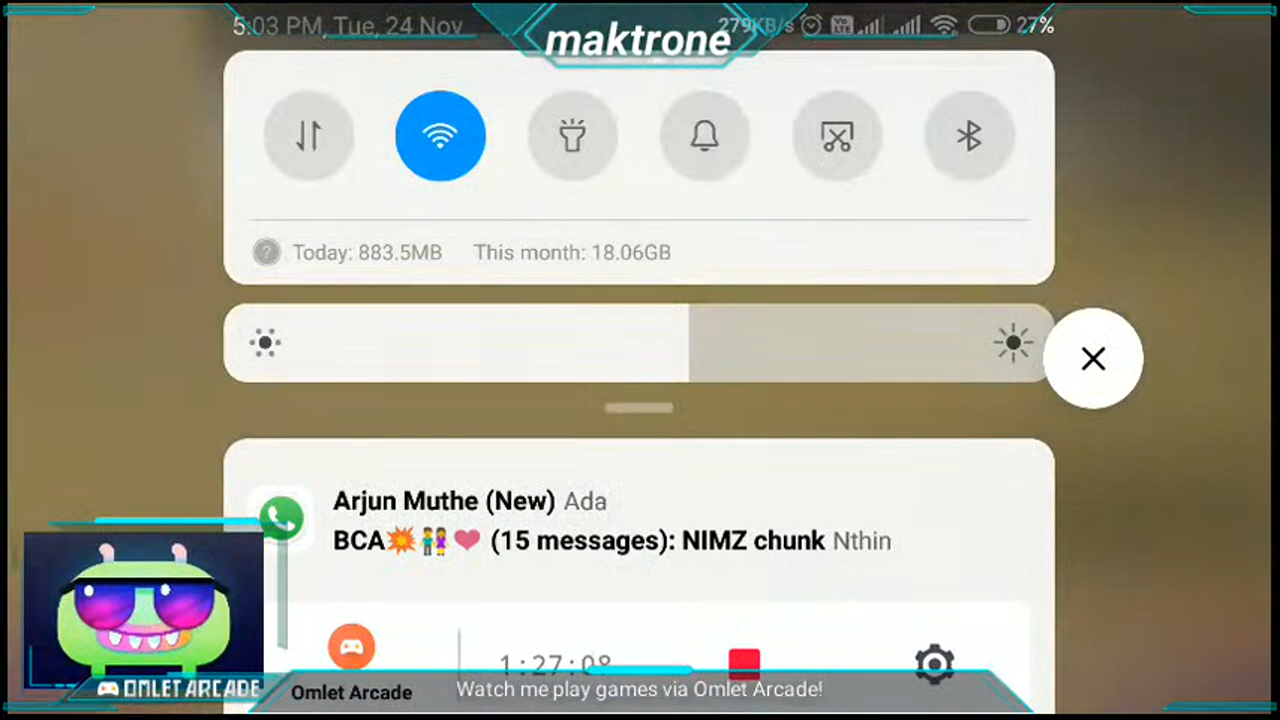 5:03 PM, Tue, 24 Nov
maktrone
279KB/s
27%
Today: 883.5MB This month: 18.06GB
Arjun Muthe (New) Ada
BCA💥👫❤ (15 messages): NIMZ chunk Nthin
1:27:08
OMLET ARCADE
Omlet Arcade
Watch me play games via Omlet Arcade!